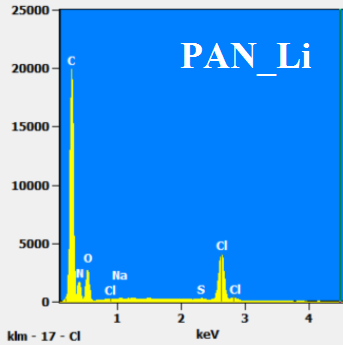 25000
PAN_Li
C
20000
15000
10000
5000
N
O
Na
Cl
S
Cl
Cl
0
1
2
3
4
klm - 17 - Cl
keV